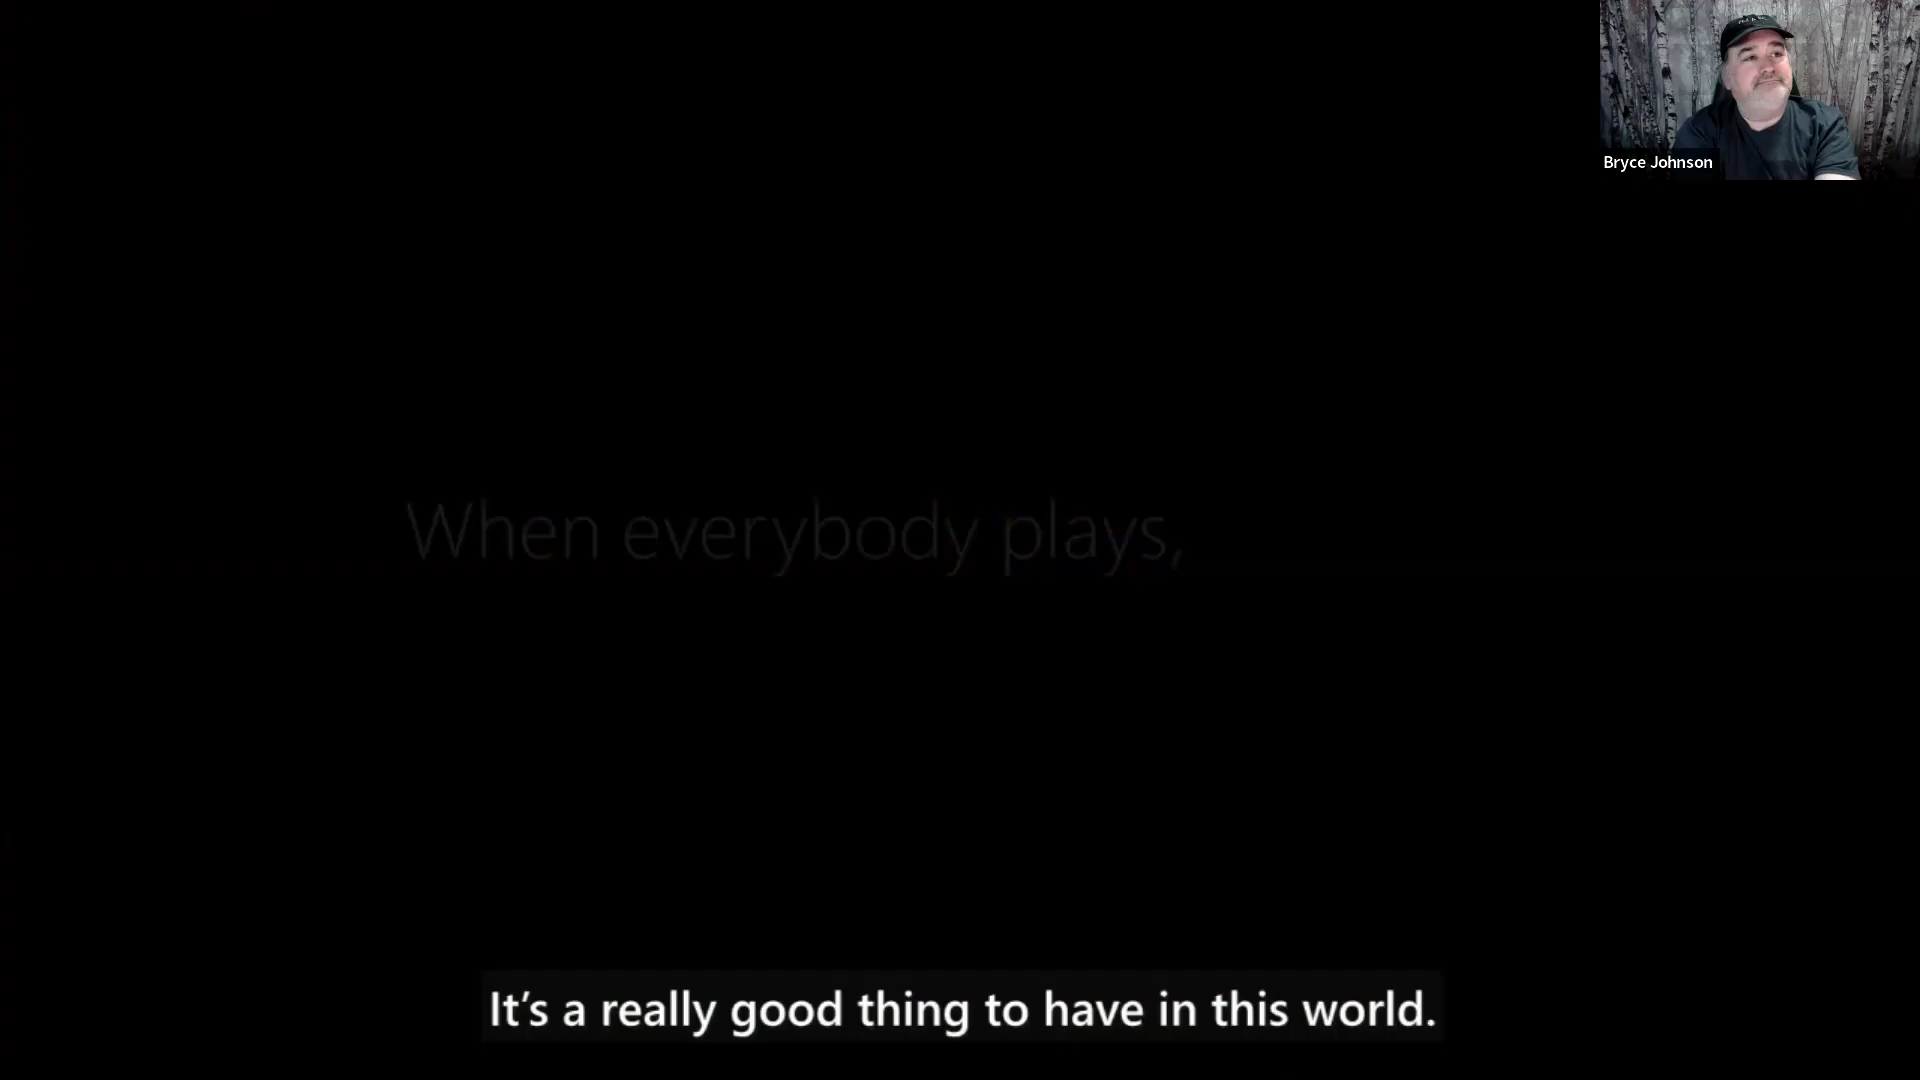 Bryce Johnson
When everybody plays,
It’s a really good thing to have in this world.